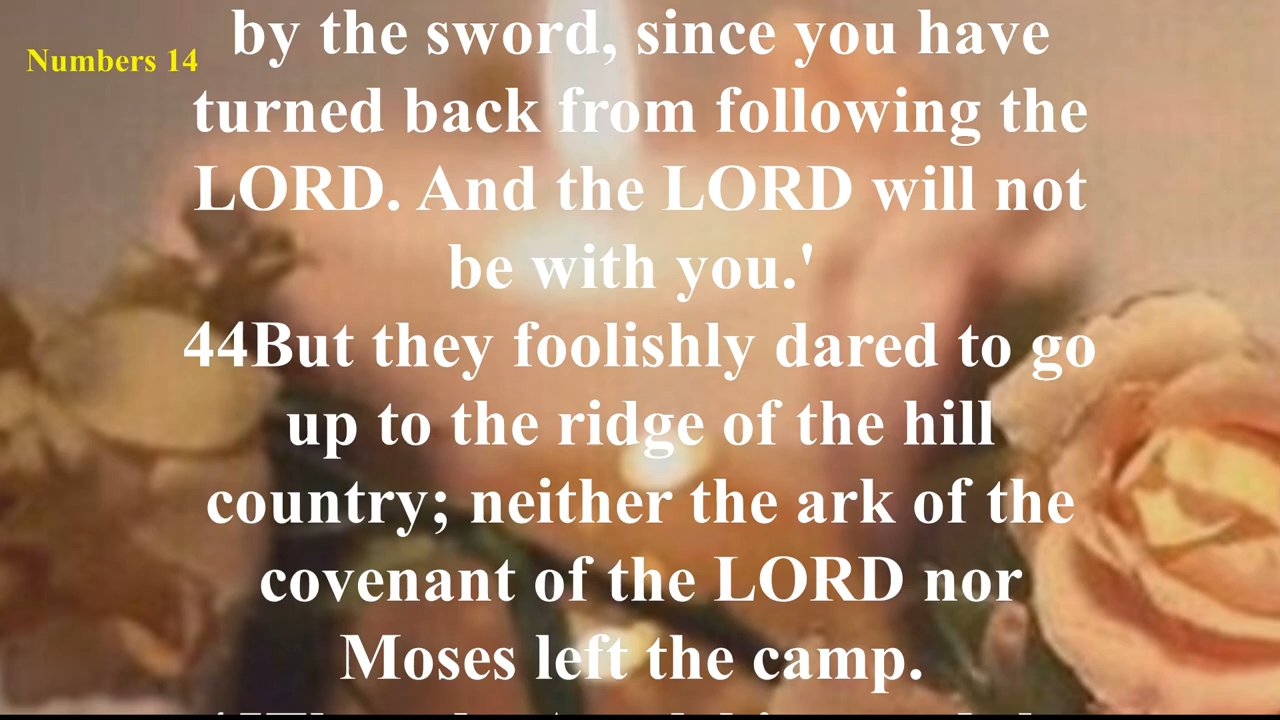 Numbers 14
by the sword, since you have
turned back from following the
LORD. And the LORD will not
be with you.'
44But they foolishly dared to go
up to the ridge of the hill
country; neither the ark of the
covenant of the LORD nor
Moses left the camp.